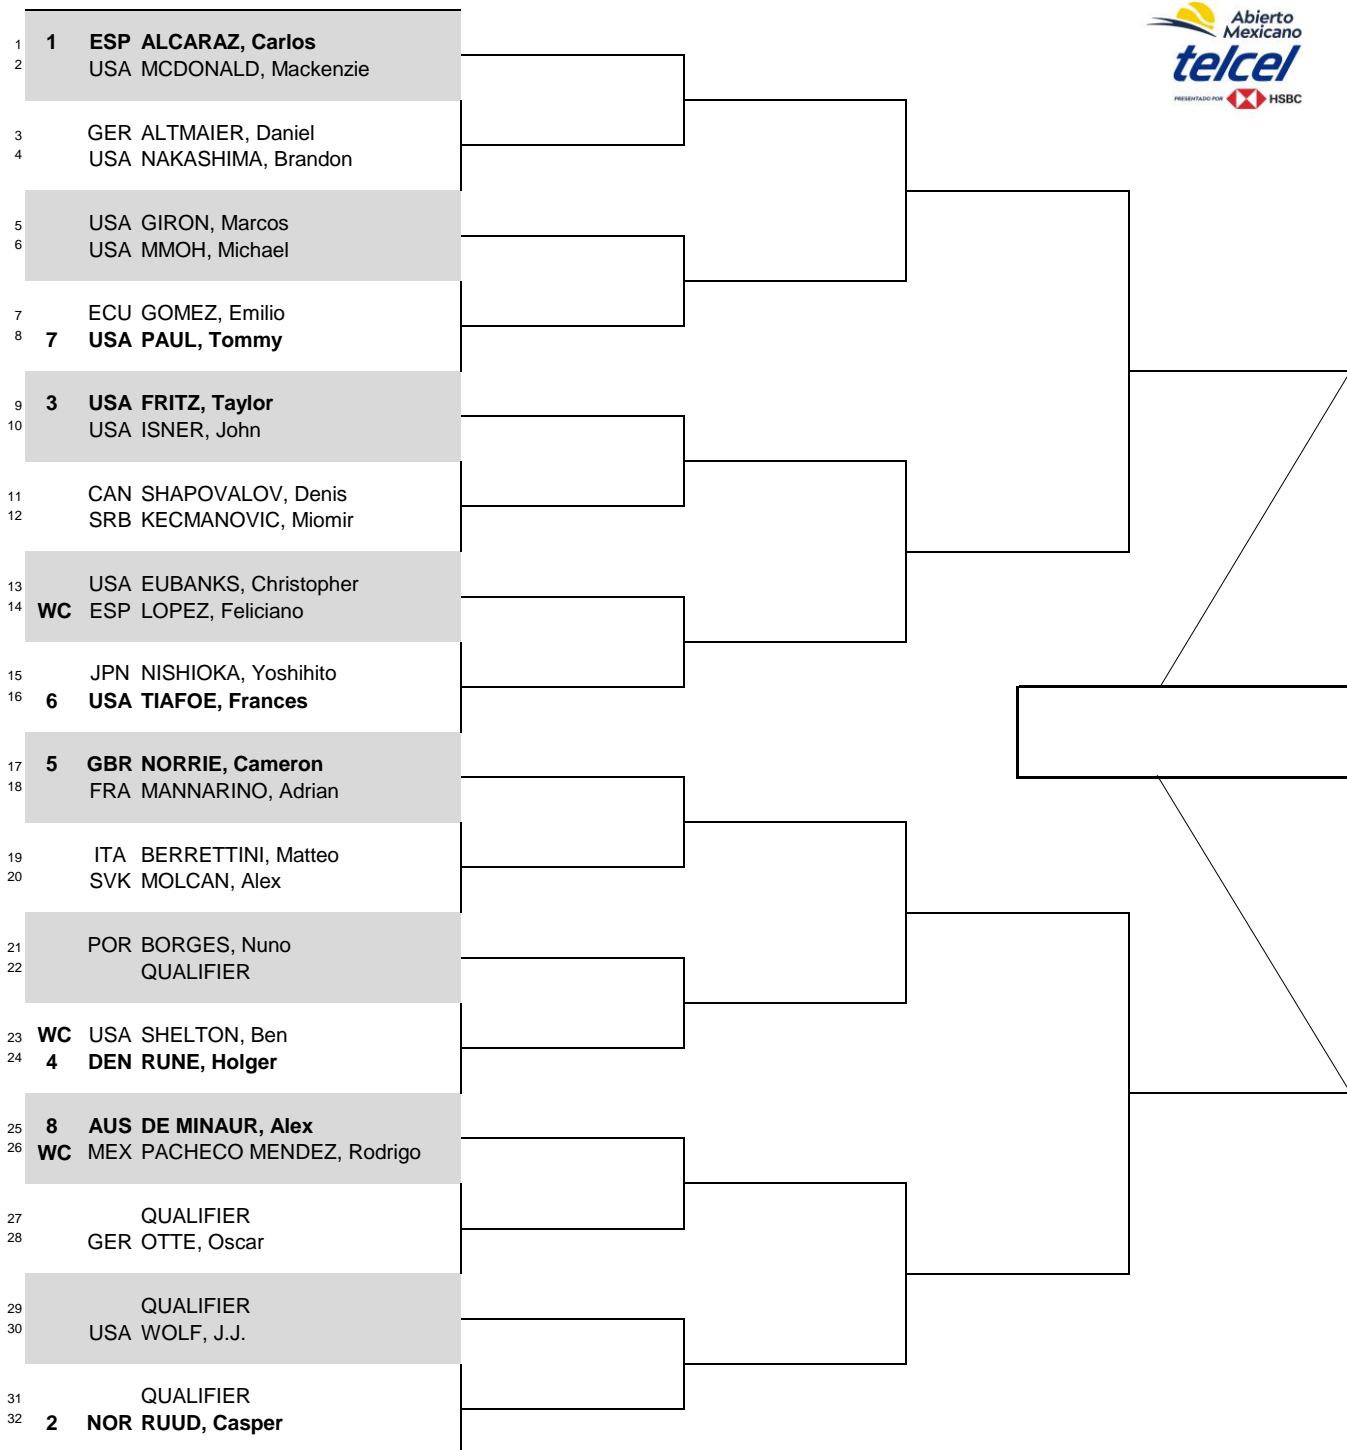 Abierto
Mexicano
telcel
PRESENTADO POR HSBC
1 1 ESP ALCARAZ, Carlos
2 USA MCDONALD, Mackenzie
3 GER ALTMAIER, Daniel
4 USA NAKASHIMA, Brandon
5 USA GIRON, Marcos
6 USA MMOH, Michael
7 ECU GOMEZ, Emilio
8 7 USA PAUL, Tommy
9 3 USA FRITZ, Taylor
10 USA ISNER, John
11 CAN SHAPOVALOV, Denis
12 SRB KECMANOVIC, Miomir
13 USA EUBANKS, Christopher
14 WC ESP LOPEZ, Feliciano
15 JPN NISHIOKA, Yoshihito
16 6 USA TIAFOE, Frances
17 5 GBR NORRIE, Cameron
18 FRA MANNARINO, Adrian
19 ITA BERRETTINI, Matteo
20 SVK MOLCAN, Alex
21 POR BORGES, Nuno
22 QUALIFIER
23 WC USA SHELTON, Ben
24 4 DEN RUNE, Holger
25 8 AUS DE MINAUR, Alex
26 WC MEX PACHECO MENDEZ, Rodrigo
27 QUALIFIER
28 GER OTTE, Oscar
29 QUALIFIER
30 USA WOLF, J.J.
31 QUALIFIER
32 2 NOR RUUD, Casper